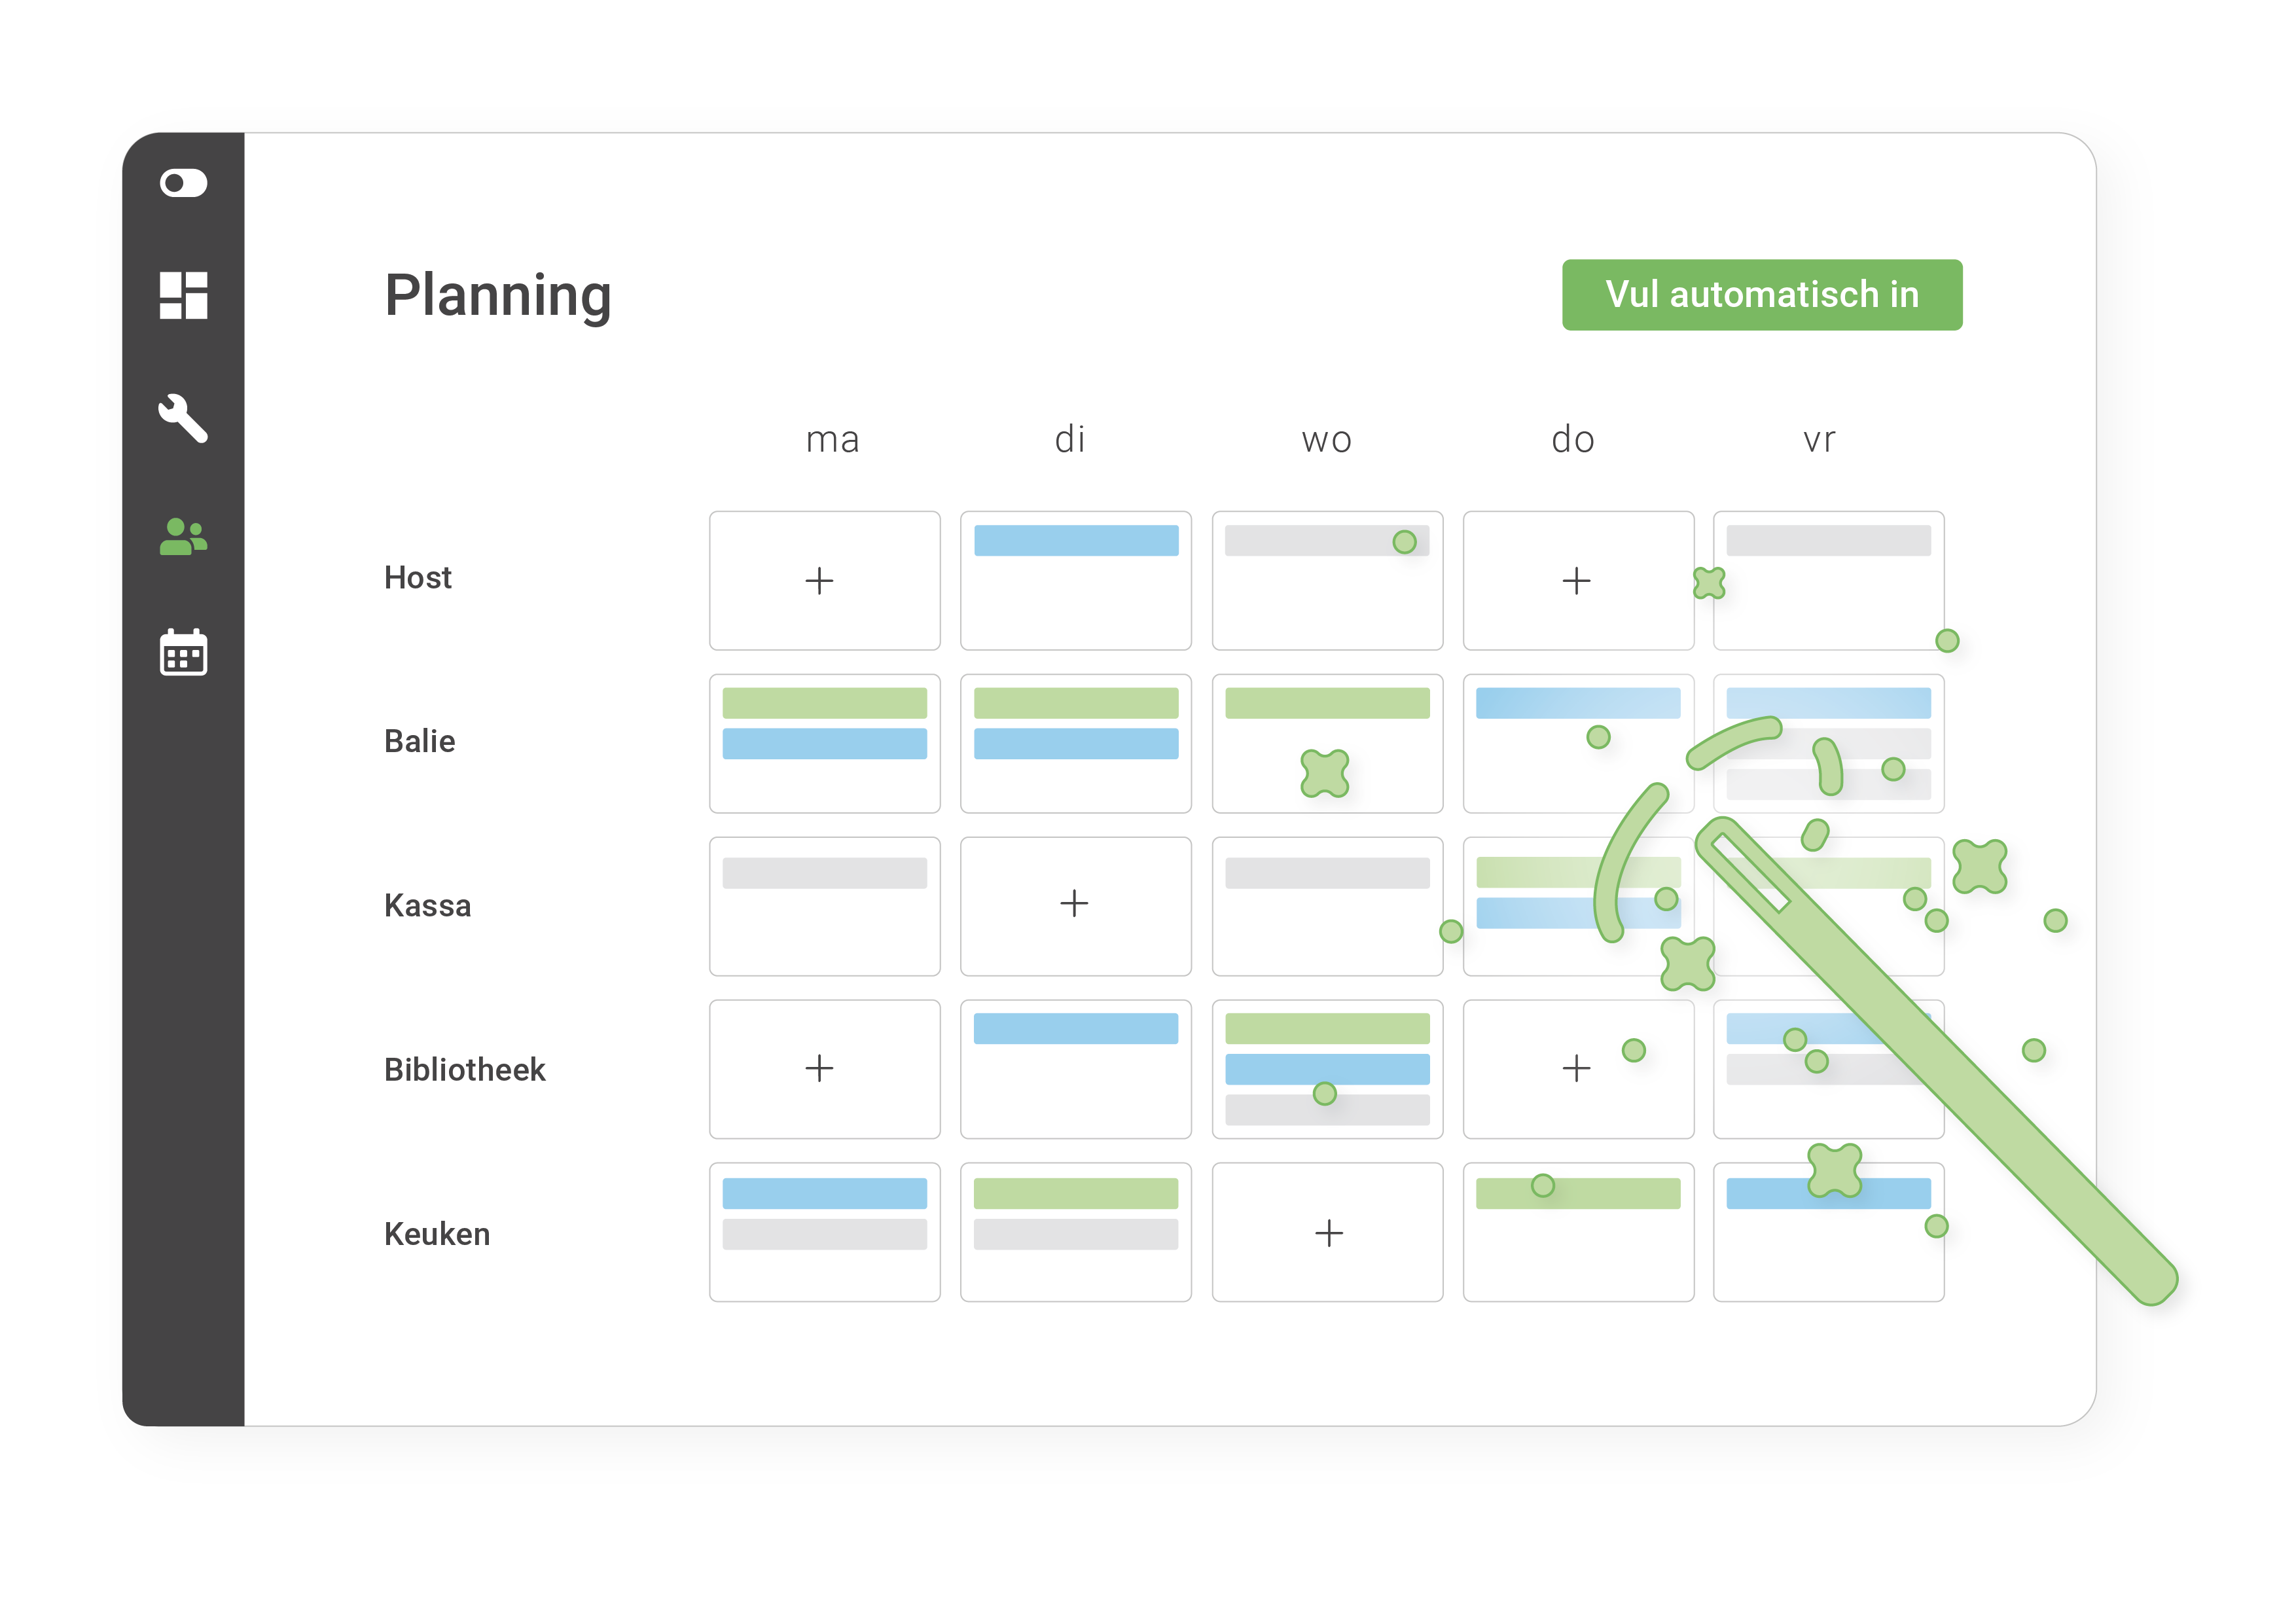 Planning
Vul automatisch in
ma di wo do vr
Host
Balie
Kassa
Bibliotheek
Keuken